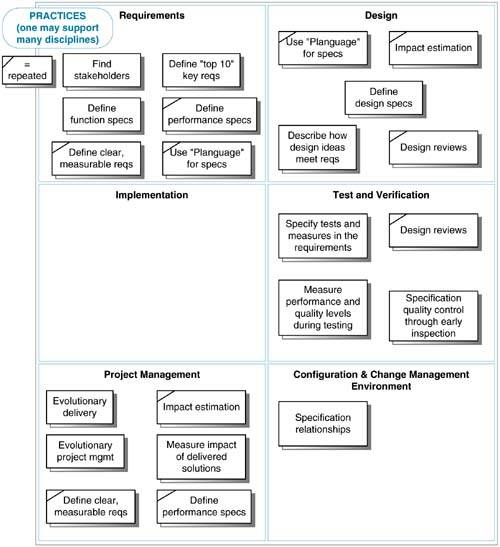 PRACTICES
(one may support
many disciplines)
=
repeated
Requirements
Find
stakeholders
Define "top 10"
key reqs
Define
function specs
Define
performance specs
Define clear,
measurable reqs
Use "Planguage"
for specs
Design
Use "Planguage"
for specs
Impact estimation
Define
design specs
Describe how
design ideas
meet reqs
Design reviews
Implementation
Test and Verification
Specify tests and
measures in the
requirements
Design reviews
Measure
performance and
quality levels
during testing
Specification
quality control
through early
inspection
Project Management
Evolutionary
delivery
Impact estimation
Evolutionary
project mgmt
Measure impact
of delivered
solutions
Define clear,
measurable reqs
Define
performance specs
Configuration & Change Management
Environment
Specification
relationships